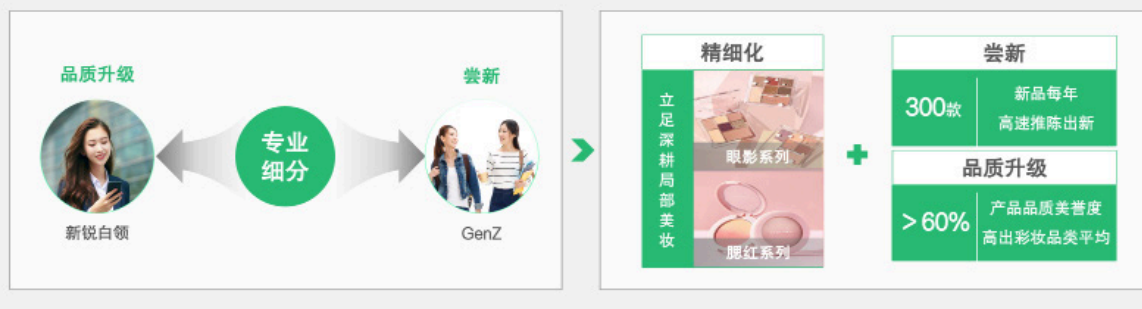 品质升级
尝新
专业
细分
新锐白领
GenZ
精细化
立足深耕局部美妆
眼影系列
腮红系列
尝新
300款
新品每年
高速推陈出新
品质升级
>60%
产品品质美誉度
高出彩妆品类平均